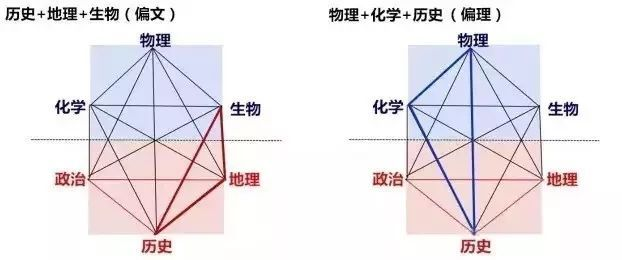 历史+地理+生物（偏文）
物理
化学
生物
政治
地理
历史
物理+化学+历史（偏理）
物理
化学
生物
政治
地理
历史